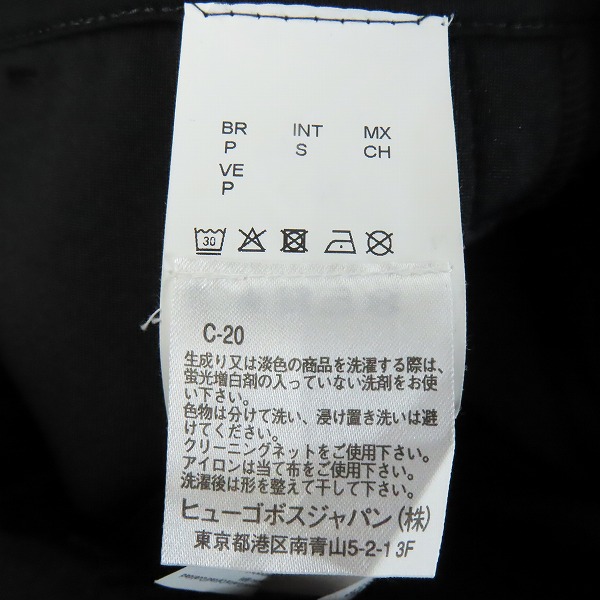 BR INT MX
P S CH
VE
P
30
C-20
生成り又は淡色の商品を洗濯する際は、
蛍光増白剤の入っていない洗剤をお使
い下さい。
色物は分けて洗い、浸け置き洗いは避
けてください。
クリーニングネットをご使用下さい。
アイロンは当て布をご使用下さい。
洗濯後は形を整えて干して下さい。
ヒューゴボスジャパン(株)
東京都港区南青山5-2-1 3F